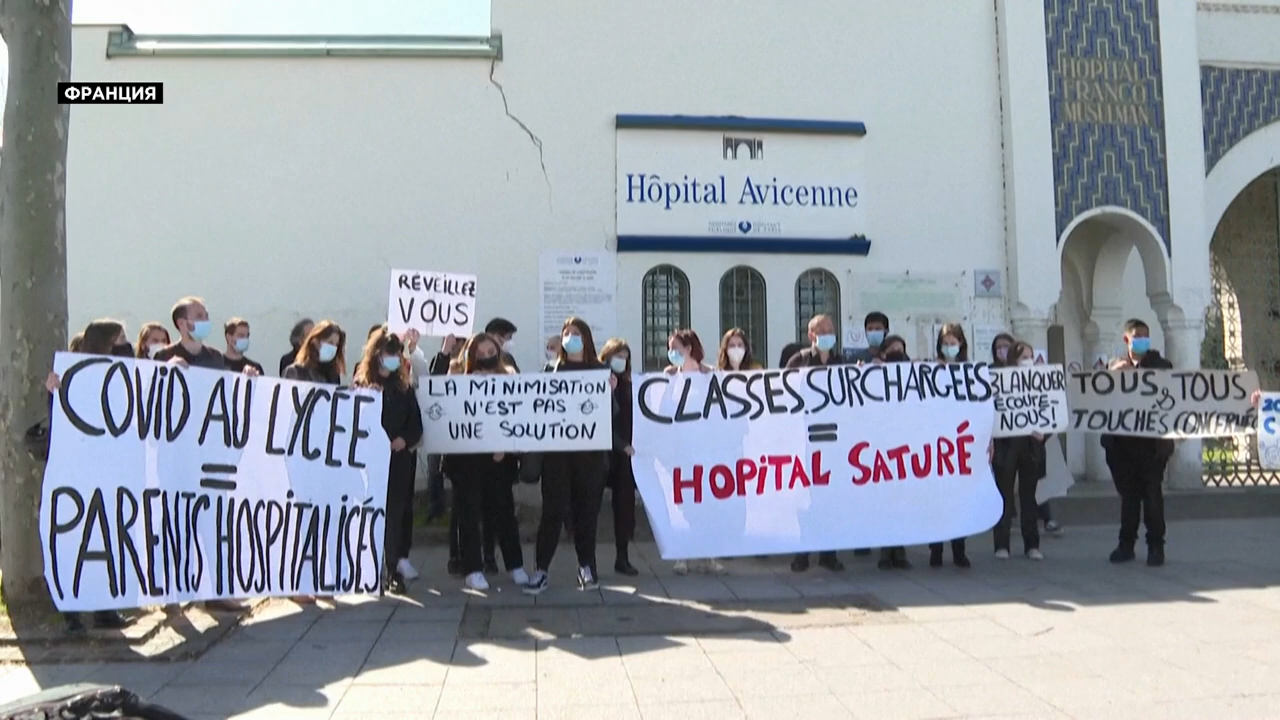 ФРАНЦИЯ
HOPITAL
FRANCO
MUSULMAN
Hôpital Avicenne
RÉVEILLEZ
VOUS
COVID AU LYCÉE
=
PARENTS HOSPITALISÉS
LA MINIMISATION
N'EST PAS
UNE SOLUTION
CLASSES SURCHARGÉES
=
HOPITAL SATURÉ
BLANQUER
ÉCOUTE-
NOUS!
TOUS, TOUS
TOUCHÉS & CONCERNÉS